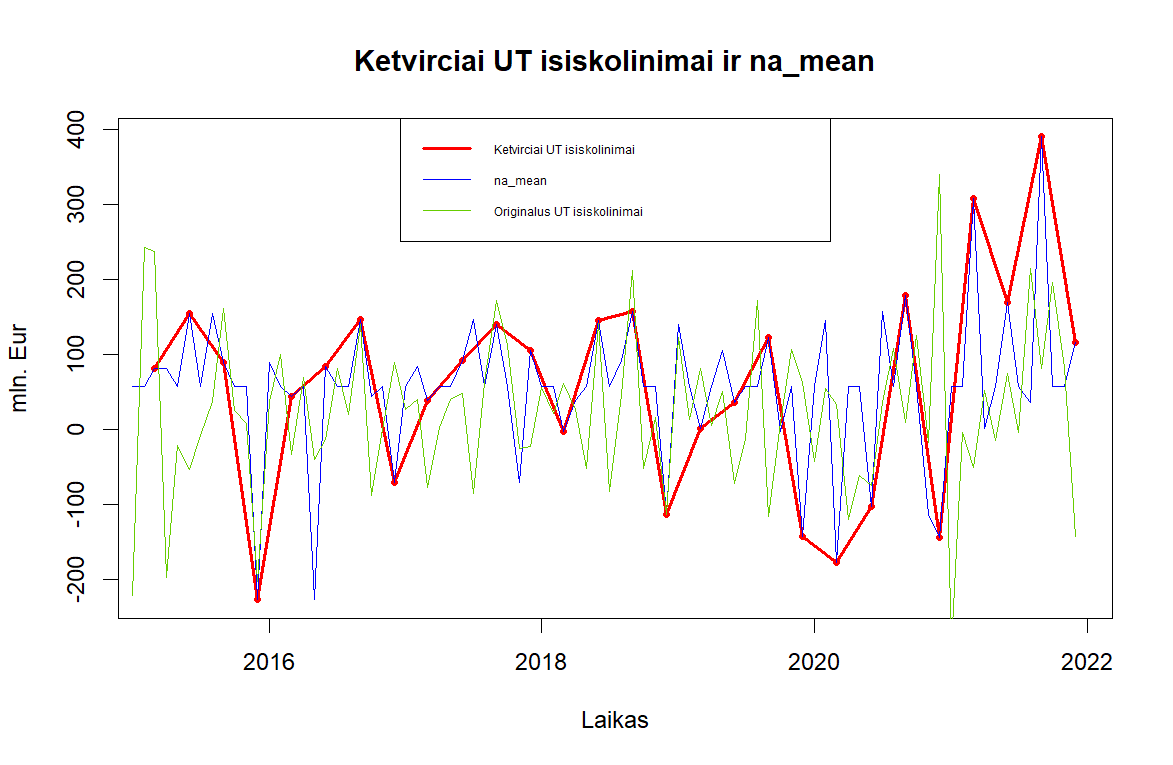 Ketvirciai UT isiskolinimai ir na_mean
Ketvirciai UT isiskolinimai
na_mean
Originalus UT isiskolinimai
mln. Eur
400
300
200
100
0
-100
-200
2016
2018
2020
2022
Laikas